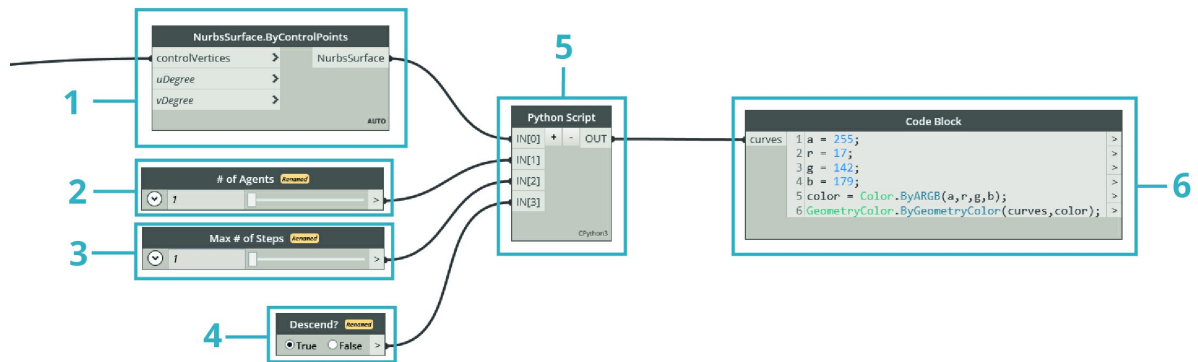 1
NurbsSurface.ByControlPoints
controlVertices > NurbsSurface
uDegree >
vDegree >
AUTO
2
# of Agents Renamed
1 >
3
Max # of Steps Renamed
1 >
4
Descend? Renamed
True False >
5
Python Script
IN[0] + - OUT
IN[1]
IN[2]
IN[3]
CPython3
6
Code Block
curves 1 a = 255; >
2 r = 17; >
3 g = 142; >
4 b = 179; >
5 color = Color.ByARGB(a,r,g,b); >
6 GeometryColor.ByGeometryColor(curves,color); >